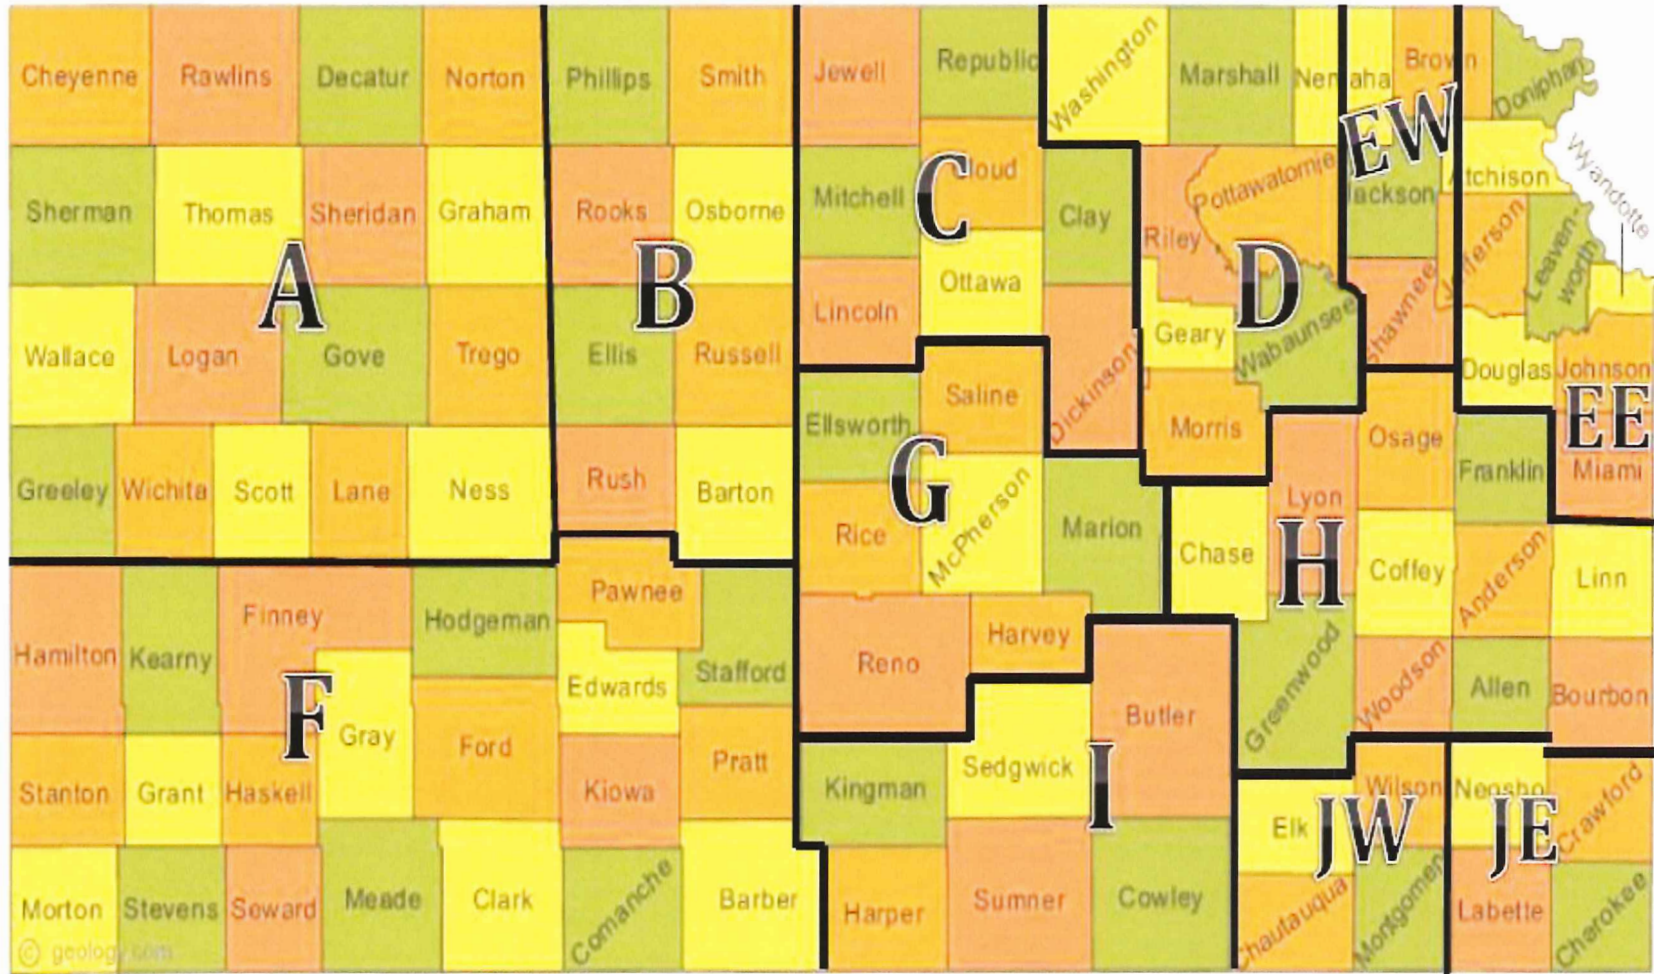 Cheyenne Rawlins Decatur Norton Phillips Smith Jewell Republic Washington Marshall Nemaha Brown Doniphan
EW
Sherman Thomas Sheridan Graham Rooks Osborne Mitchell Cloud Clay Riley Pottawatomie Jackson Atchison Jefferson Leaven-
worth Wyandotte
A B C D
Wallace Logan Gove Trego Ellis Russell Lincoln Ottawa Geary Wabaunsee Shawnee Douglas Johnson
EE
Greeley Wichita Scott Lane Ness Rush Barton Ellsworth Saline Dickinson Morris Osage Franklin Miami
G H
Rice McPherson Marion Chase Lyon Coffey Anderson Linn
Hamilton Kearny Finney Hodgeman Pawnee Edwards Stafford Reno Harvey Butler Greenwood Woodson Allen Bourbon
F I
Stanton Grant Haskell Gray Ford Kiowa Pratt Kingman Sedgwick Elk Wilson Neosho Crawford
JW JE
Morton Stevens Seward Meade Clark Comanche Barber Harper Sumner Cowley Chautauqua Montgomery Labette Cherokee
© geology.com